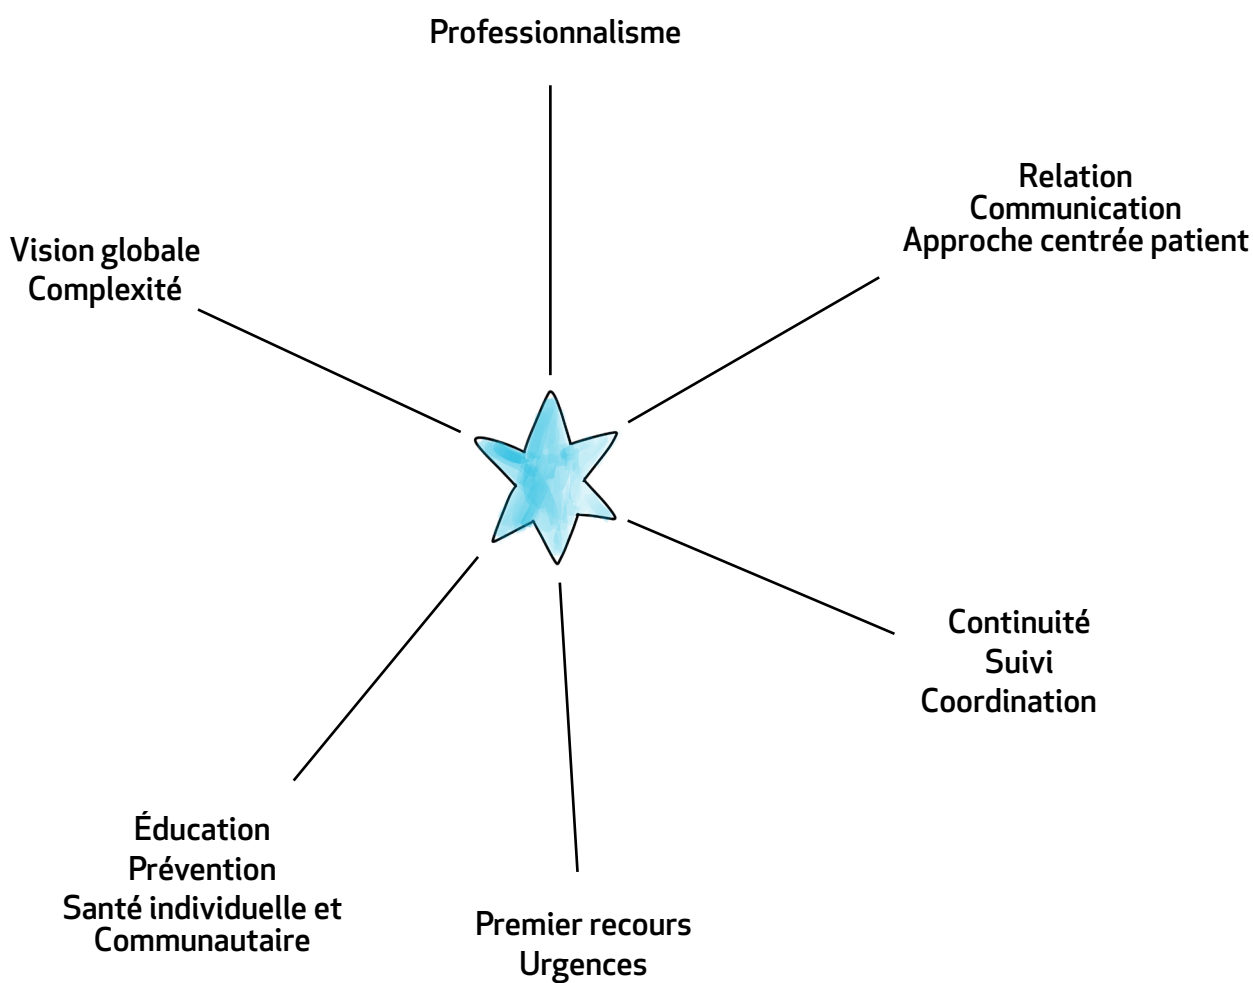 Professionnalisme
Relation
Communication
Approche centrée patient
Vision globale
Complexité
Continuité
Suivi
Coordination
Éducation
Prévention
Santé individuelle et
Communautaire
Premier recours
Urgences